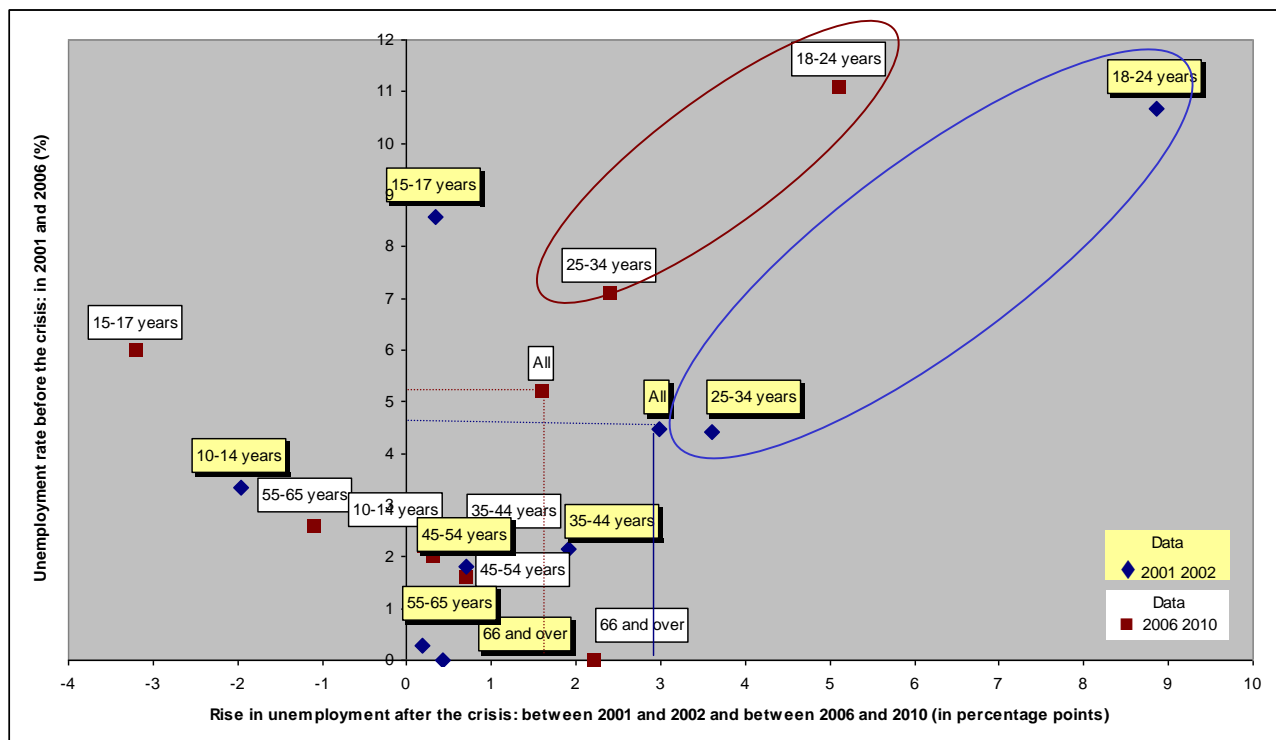 Unemployment rate before the crisis: in 2001 and 2006 (%)
12
11
10
9
8
7
6
5
4
3
2
1
0
18-24 years
18-24 years
15-17 years
25-34 years
15-17 years
All
All
25-34 years
10-14 years
55-65 years
10-14 years
35-44 years
35-44 years
45-54 years
45-54 years
55-65 years
66 and over
66 and over
Data
2001 2002
Data
2006 2010
-4 -3 -2 -1 0 1 2 3 4 5 6 7 8 9 10
Rise in unemployment after the crisis: between 2001 and 2002 and between 2006 and 2010 (in percentage points)